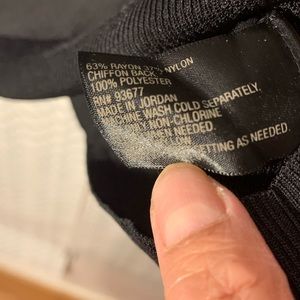 63% RAYON 37% NYLON
CHIFFON BACK
100% POLYESTER
RN# 93677
MADE IN JORDAN
MACHINE WASH COLD SEPARATELY.
ONLY NON-CHLORINE
WHEN NEEDED.
SETTING AS NEEDED.